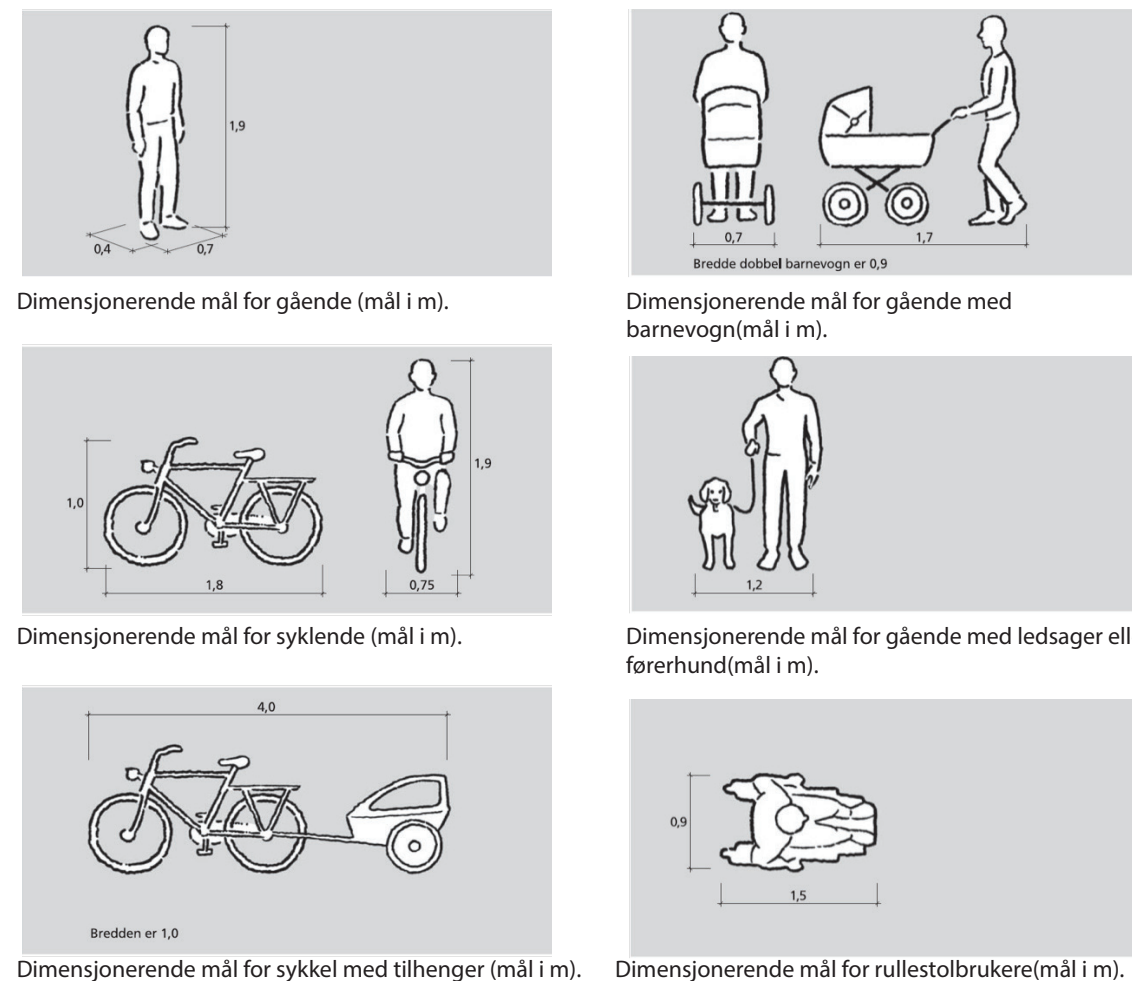 1,9
0,4
0,7
Dimensjonerende mål for gående (mål i m).
0,7
1,7
Bredde dobbel barnevogn er 0,9
Dimensjonerende mål for gående med
barnevogn(mål i m).
1,0
1,8
1,9
0,75
Dimensjonerende mål for syklende (mål i m).
1,2
Dimensjonerende mål for gående med ledsager ell
førerhund(mål i m).
4,0
Bredden er 1,0
Dimensjonerende mål for sykkel med tilhenger (mål i m).
0,9
1,5
Dimensjonerende mål for rullestolbrukere(mål i m).